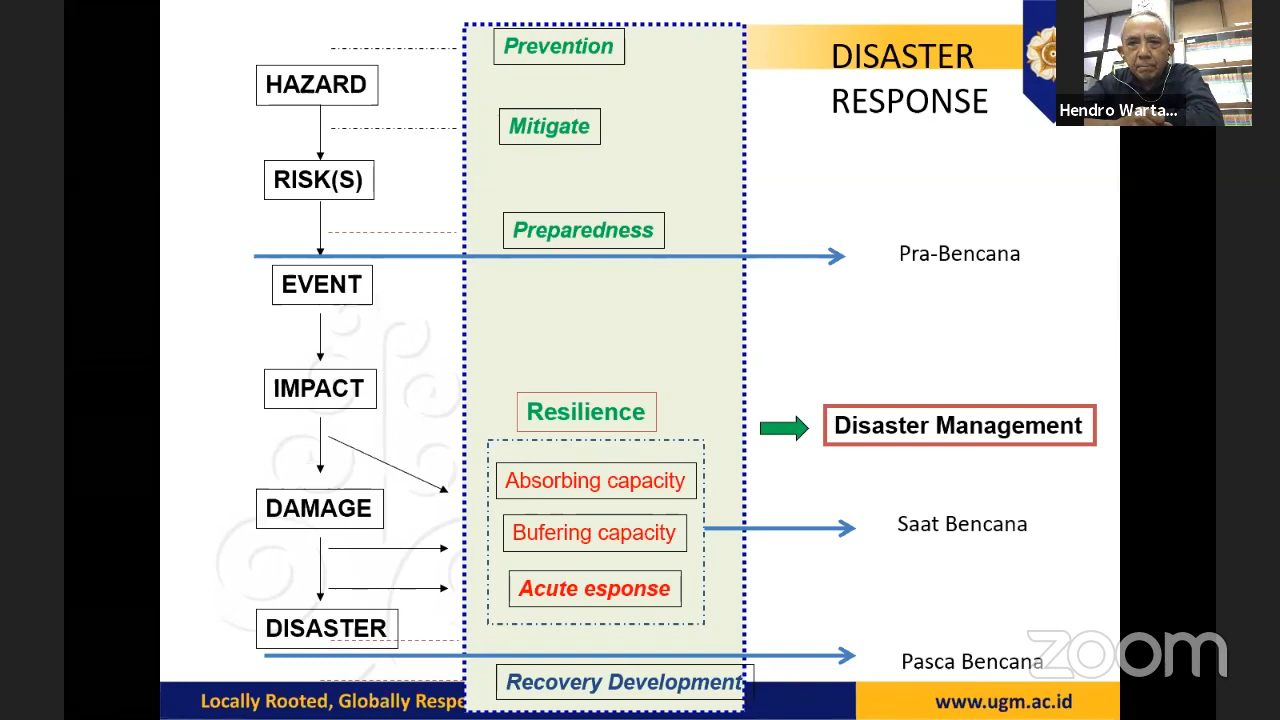 DISASTER
RESPONSE
Hendro Warta...
HAZARD
RISK(S)
EVENT
IMPACT
DAMAGE
DISASTER
Prevention
Mitigate
Preparedness
Resilience
Absorbing capacity
Bufering capacity
Acute esponse
Recovery Development
Pra-Bencana
Disaster Management
Saat Bencana
Pasca Bencana
zoom
Locally Rooted, Globally Respe
www.ugm.ac.id